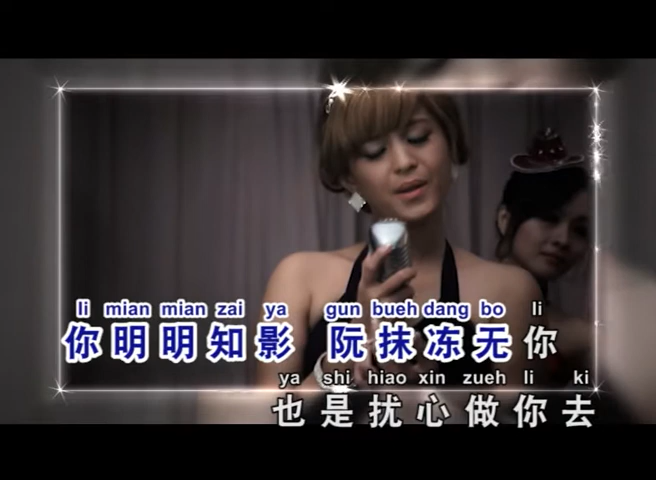 li mian mian zai ya gun bueh dang bo li
你明明知影 阮抹冻无你
ya shi hiao xin zueh li ki
也是扰心做你去